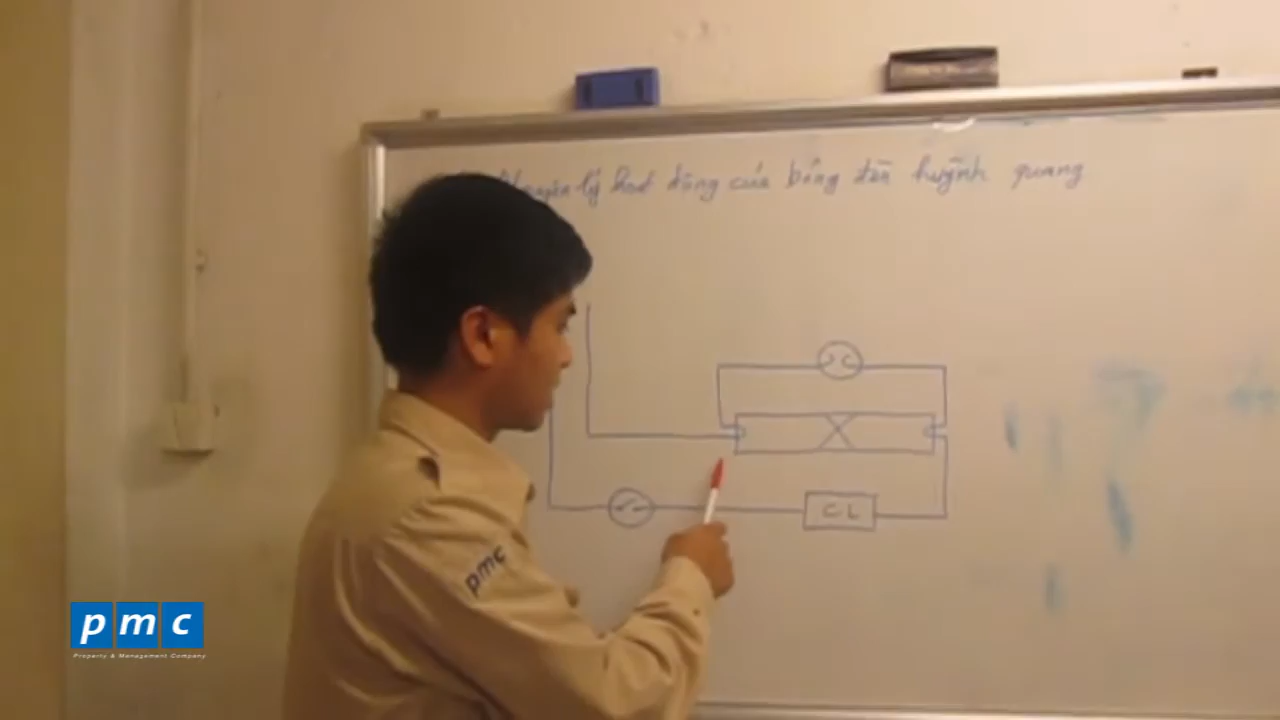 Nguyên lý hoạt động của bóng đèn huỳnh quang
CL
pmc
pmc
Property & Management Company